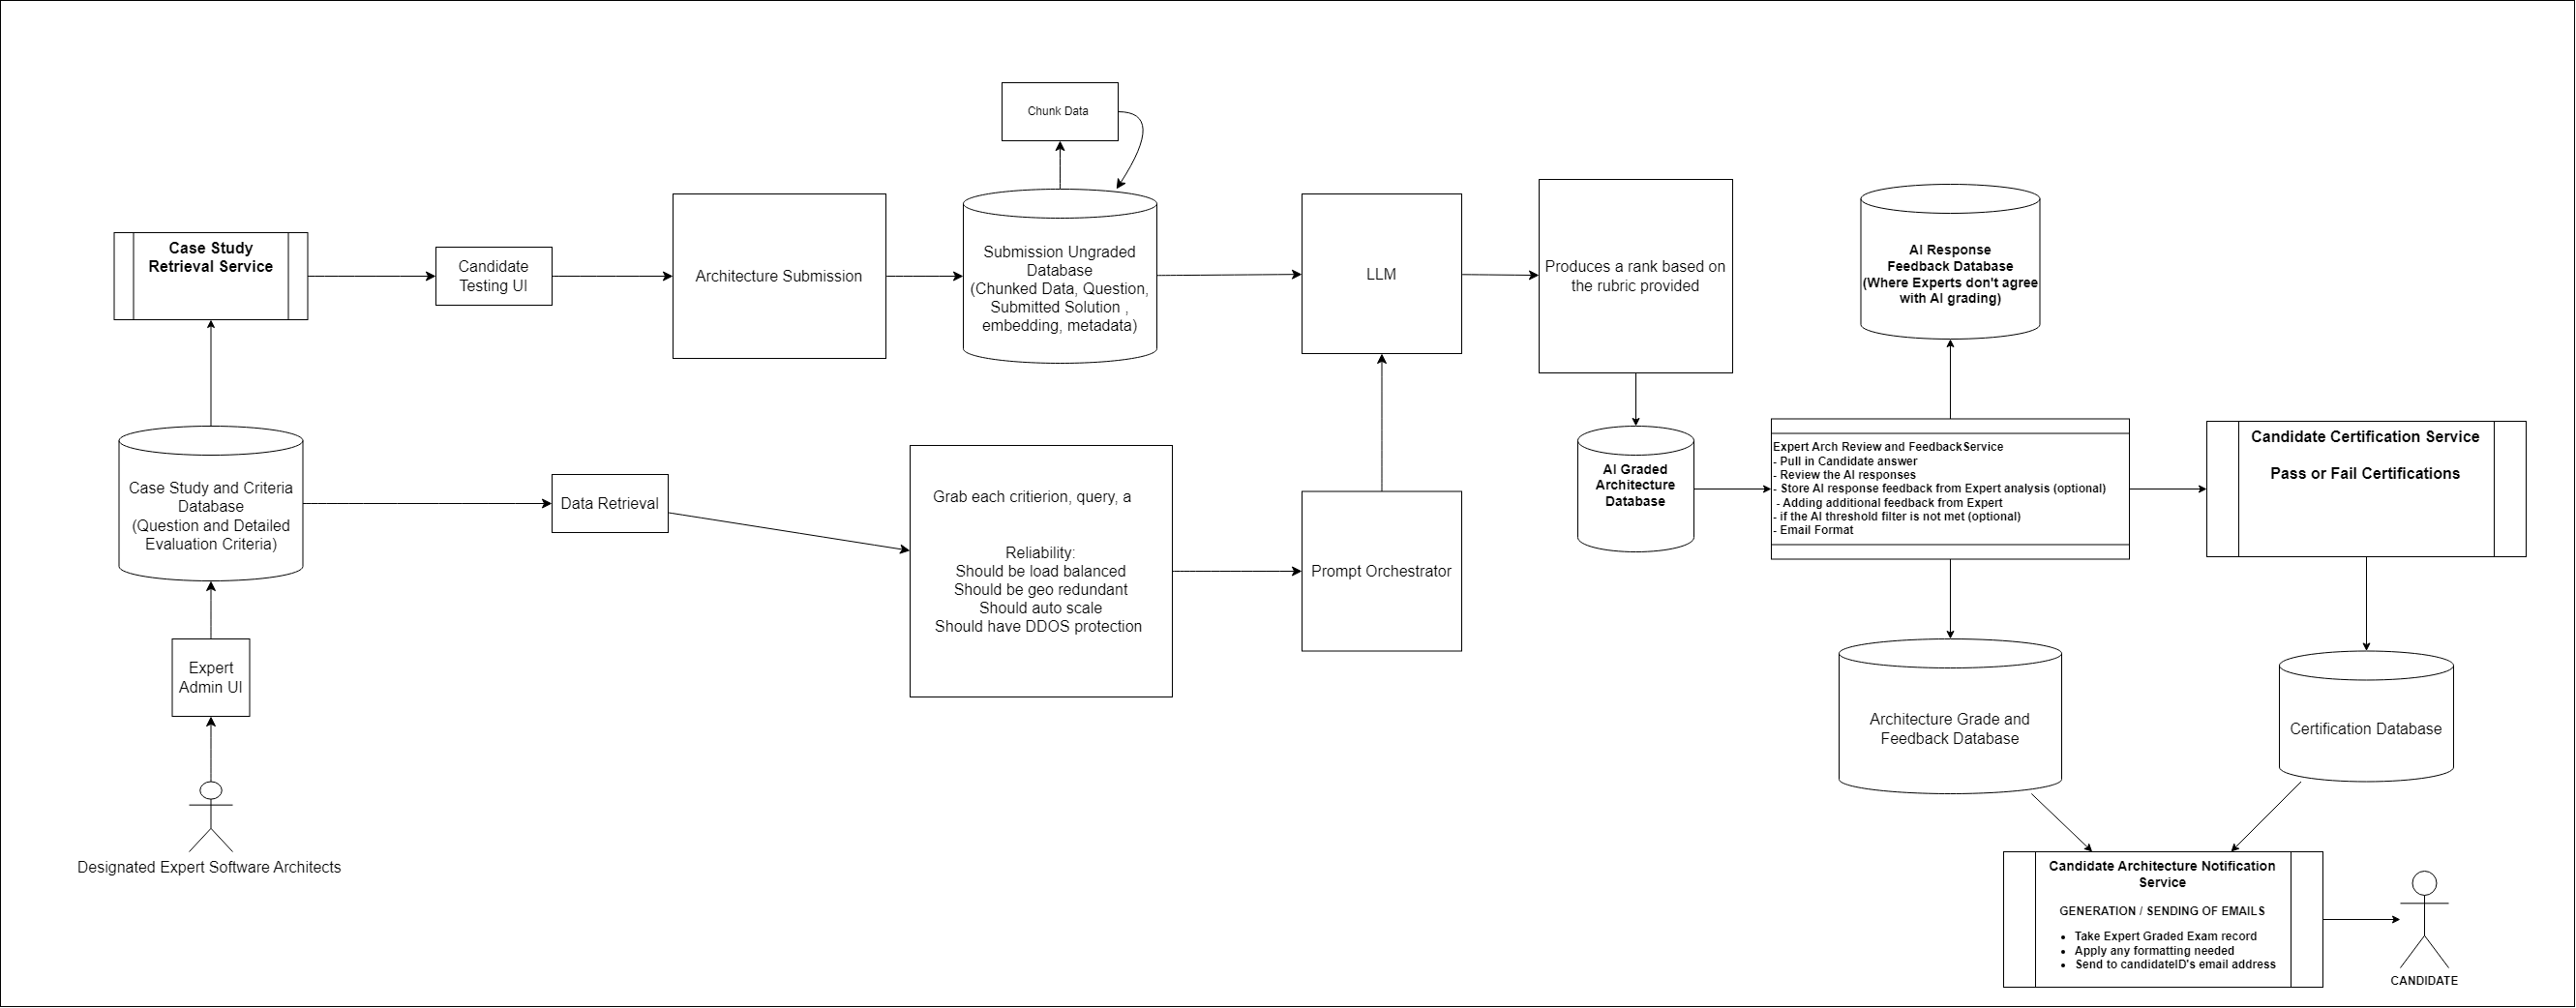 Chunk Data
Case Study
Retrieval Service
Candidate
Testing UI
Architecture Submission
Submission Ungraded
Database
(Chunked Data, Question,
Submitted Solution ,
embedding, metadata)
LLM
Produces a rank based on
the rubric provided
AI Response
Feedback Database
(Where Experts don't agree
with AI grading)
Case Study and Criteria
Database
(Question and Detailed
Evaluation Criteria)
Data Retrieval
Grab each critierion, query, a
Reliability:
Should be load balanced
Should be geo redundant
Should auto scale
Should have DDOS protection
Prompt Orchestrator
AI Graded
Architecture
Database
Expert Arch Review and FeedbackService
- Pull in Candidate answer
- Review the AI responses
- Store AI response feedback from Expert analysis (optional)
- Adding additional feedback from Expert
- if the AI threshold filter is not met (optional)
- Email Format
Candidate Certification Service
Pass or Fail Certifications
Expert
Admin UI
Architecture Grade and
Feedback Database
Certification Database
Designated Expert Software Architects
Candidate Architecture Notification
Service
GENERATION / SENDING OF EMAILS
• Take Expert Graded Exam record
• Apply any formatting needed
• Send to candidateID's email address
CANDIDATE